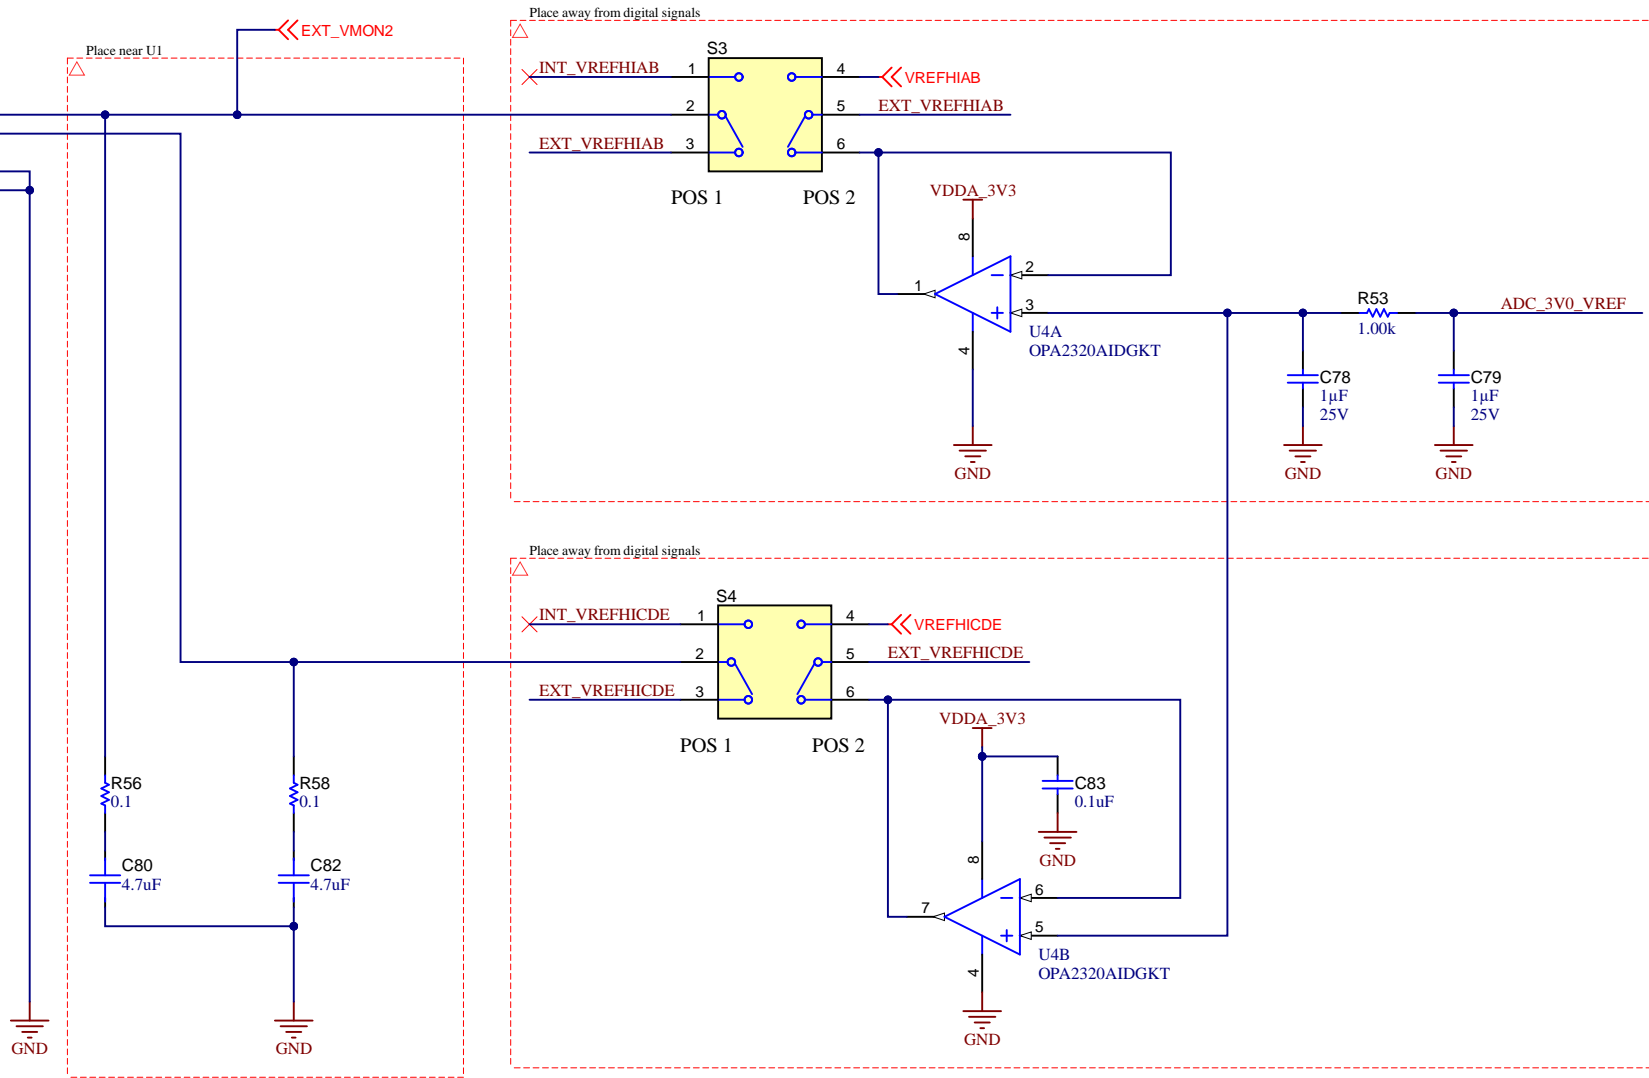 Place away from digital signals
EXT_VMON2
Place near U1
S3
INT_VREFHIAB
1
4
VREFHIAB
2
5
EXT_VREFHIAB
EXT_VREFHIAB
3
6
POS 1
POS 2
VDDA_3V3
8
2
1
3
U4A
OPA2320AIDGKT
4
GND
R53
1.00k
ADC_3V0_VREF
C78
1µF
25V
GND
C79
1µF
25V
GND
Place away from digital signals
S4
INT_VREFHICDE
1
4
VREFHICDE
2
5
EXT_VREFHICDE
EXT_VREFHICDE
3
6
POS 1
POS 2
VDDA_3V3
C83
0.1uF
GND
8
6
7
5
U4B
OPA2320AIDGKT
4
GND
R56
0.1
R58
0.1
C80
4.7uF
C82
4.7uF
GND
GND